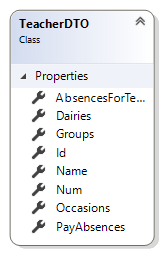 TeacherDTO
Class
Properties
AbsencesForTe...
Dairies
Groups
Id
Name
Num
Occasions
PayAbsences